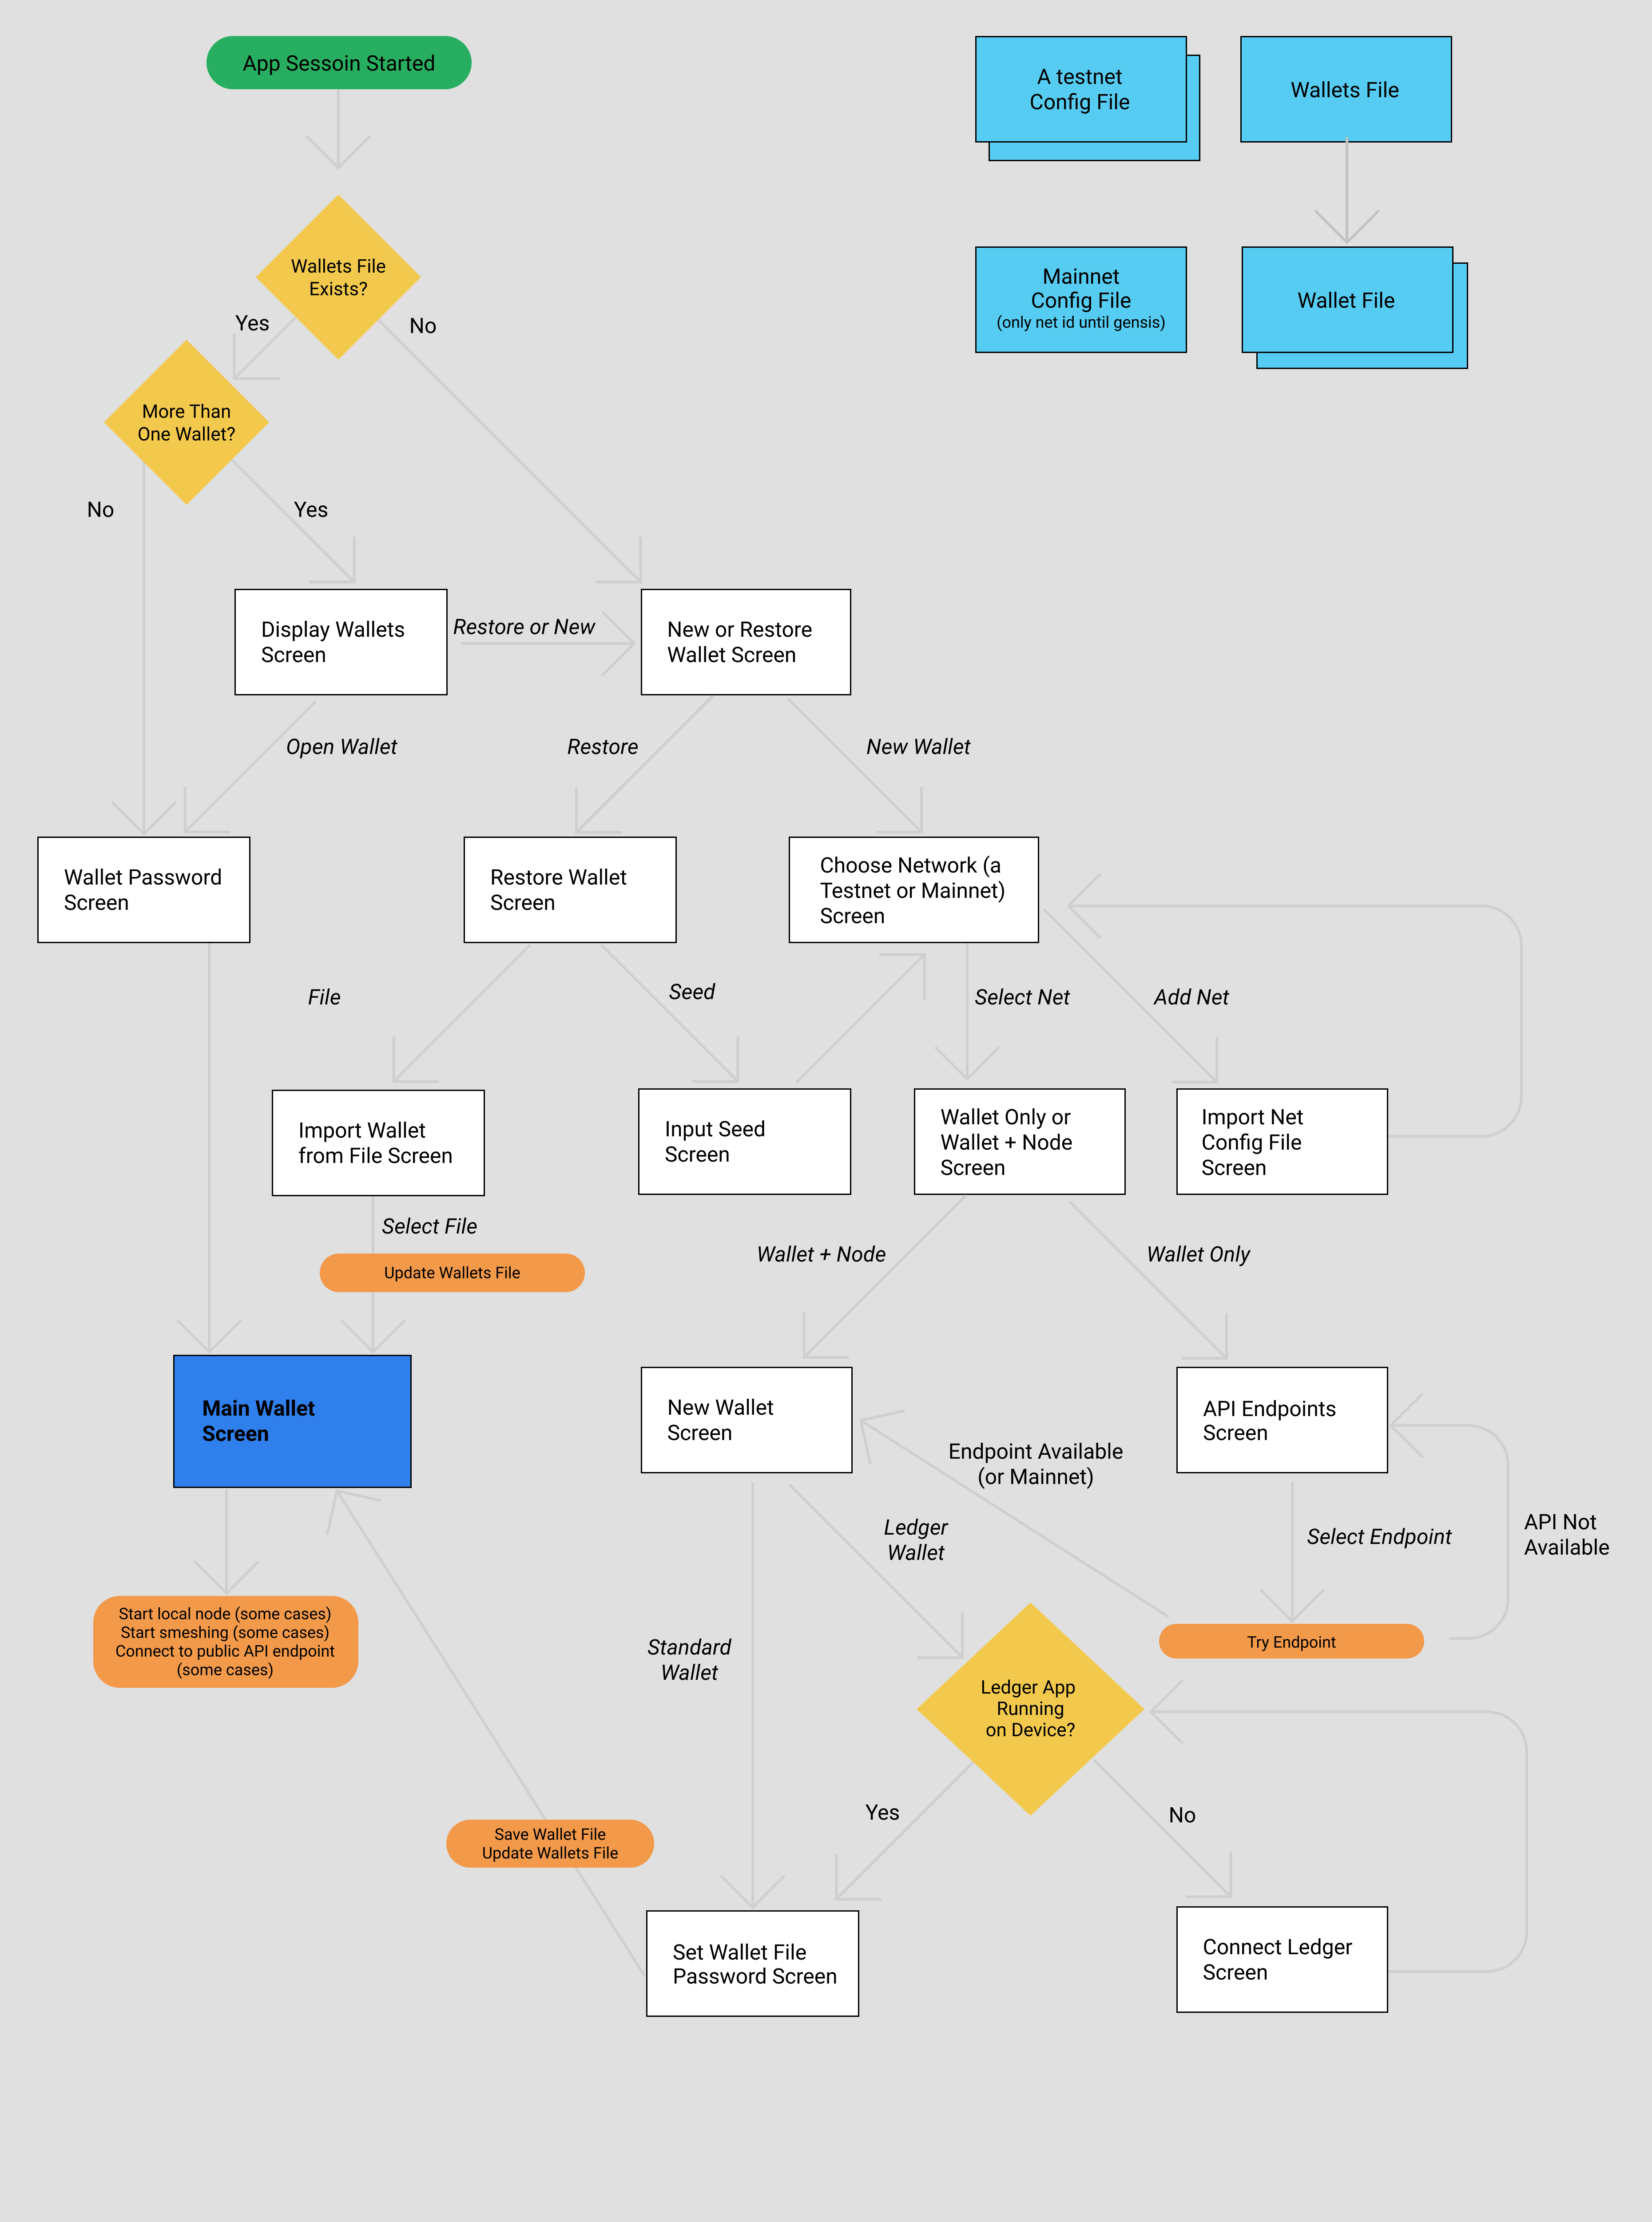 App Sessoin Started
A testnet
Config File
Wallets File
Wallets File
Exists?
Mainnet
Config File
(only net id until gensis)
Wallet File
Yes
No
More Than
One Wallet?
No
Yes
Display Wallets
Screen
Restore or New
New or Restore
Wallet Screen
Open Wallet
Restore
New Wallet
Wallet Password
Screen
Restore Wallet
Screen
Choose Network (a
Testnet or Mainnet)
Screen
File
Seed
Select Net
Add Net
Import Wallet
from File Screen
Input Seed
Screen
Wallet Only or
Wallet + Node
Screen
Import Net
Config File
Screen
Select File
Update Wallets File
Wallet + Node
Wallet Only
Main Wallet
Screen
New Wallet
Screen
Endpoint Available
(or Mainnet)
API Endpoints
Screen
Ledger
Wallet
Select Endpoint
API Not
Available
Start local node (some cases)
Start smeshing (some cases)
Connect to public API endpoint
(some cases)
Standard
Wallet
Try Endpoint
Ledger App
Running
on Device?
Yes
No
Save Wallet File
Update Wallets File
Set Wallet File
Password Screen
Connect Ledger
Screen